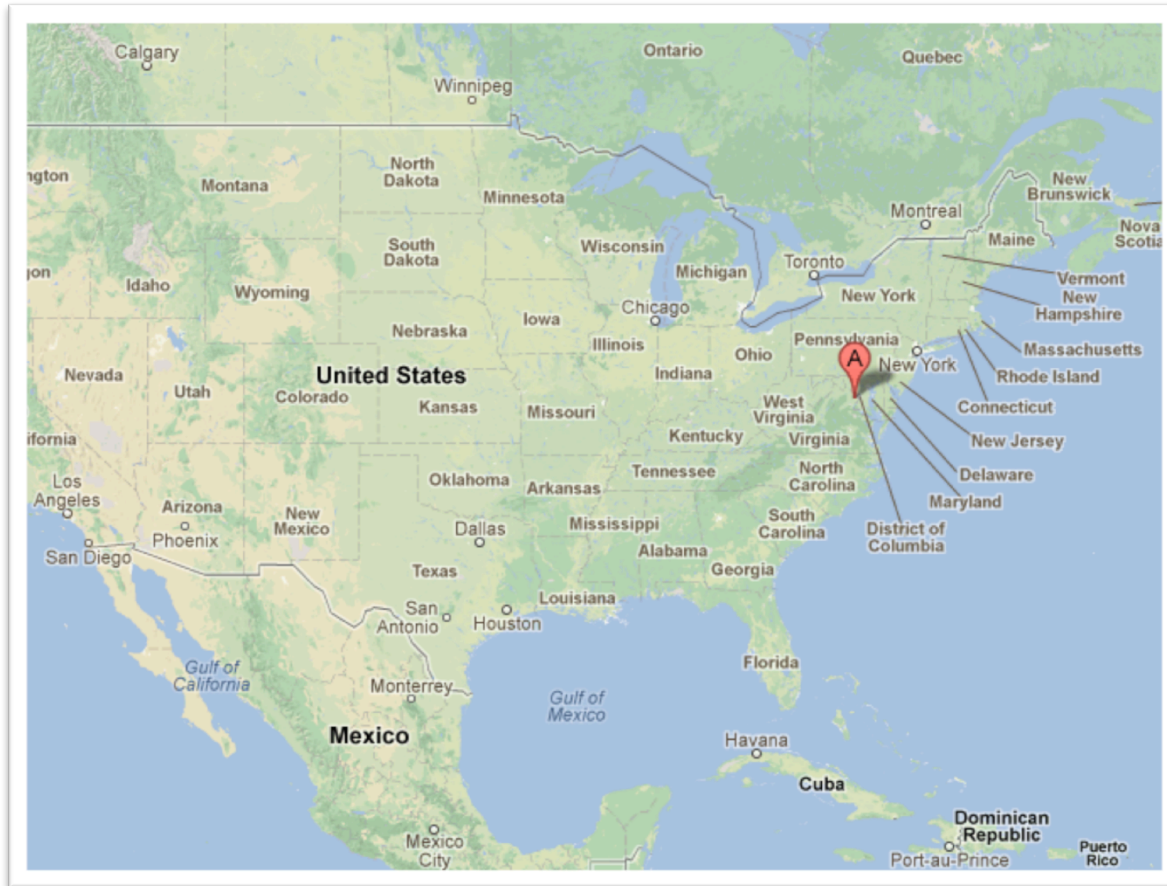 Calgary
Ontario
Quebec
Winnipeg
ngton
Montana
North
Dakota
Minnesota
New
Brunswick
Montreal
Nova
Scotia
Maine
South
Dakota
Wisconsin
Michigan
Toronto
gon
Idaho
Wyoming
Vermont
New York
New
Hampshire
Chicago
Iowa
Nebraska
Illinois
Ohio
Pennsylvania
Massachusetts
A
New York
Nevada
United States
Indiana
Rhode Island
Utah
Colorado
Kansas
Missouri
West
Virginia
Connecticut
ifornia
Kentucky
Virginia
New Jersey
Los
Angeles
Oklahoma
Tennessee
North
Carolina
Delaware
Arkansas
Maryland
Arizona
Phoenix
New
Mexico
Dallas
Mississippi
South
Carolina
District of
Columbia
San Diego
Alabama
Texas
Georgia
Louisiana
San
Antonio
Houston
Gulf of
California
Florida
Monterrey
Gulf of
Mexico
Mexico
Havana
Cuba
Dominican
Republic
Mexico
City
Port-au-Prince
Puerto
Rico